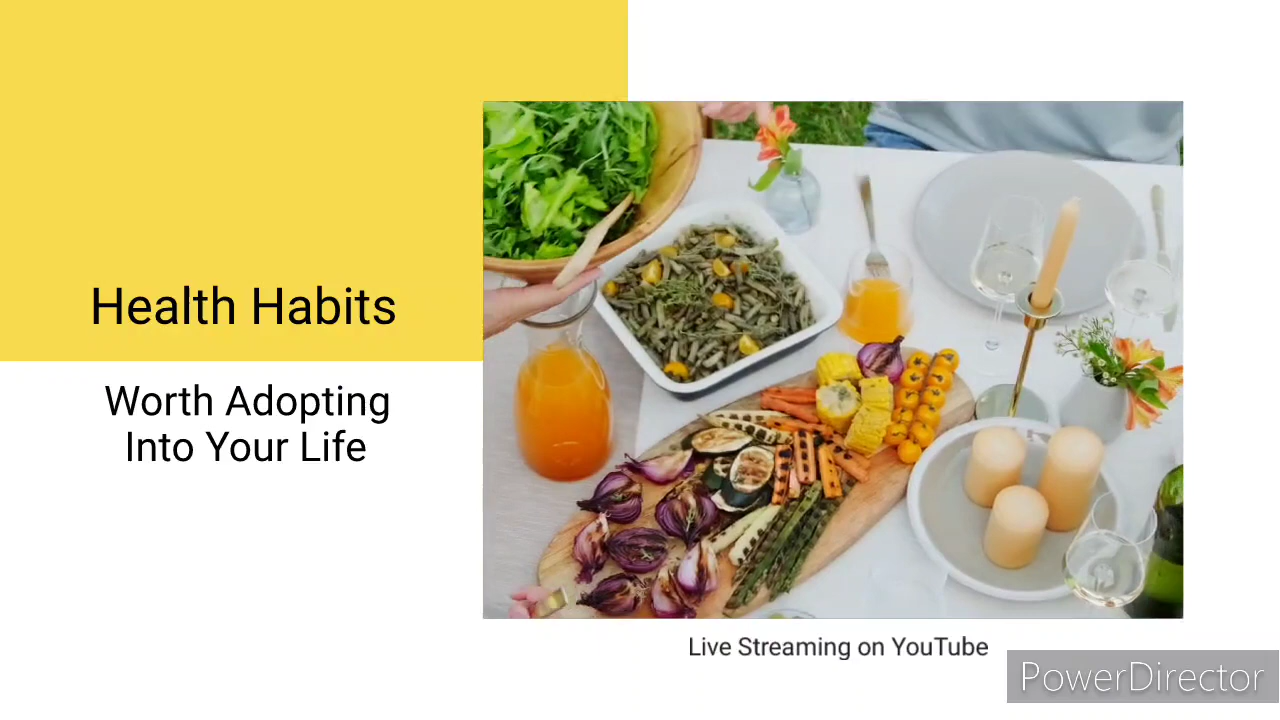 Health Habits
Worth Adopting
Into Your Life
Live Streaming on YouTube
PowerDirector